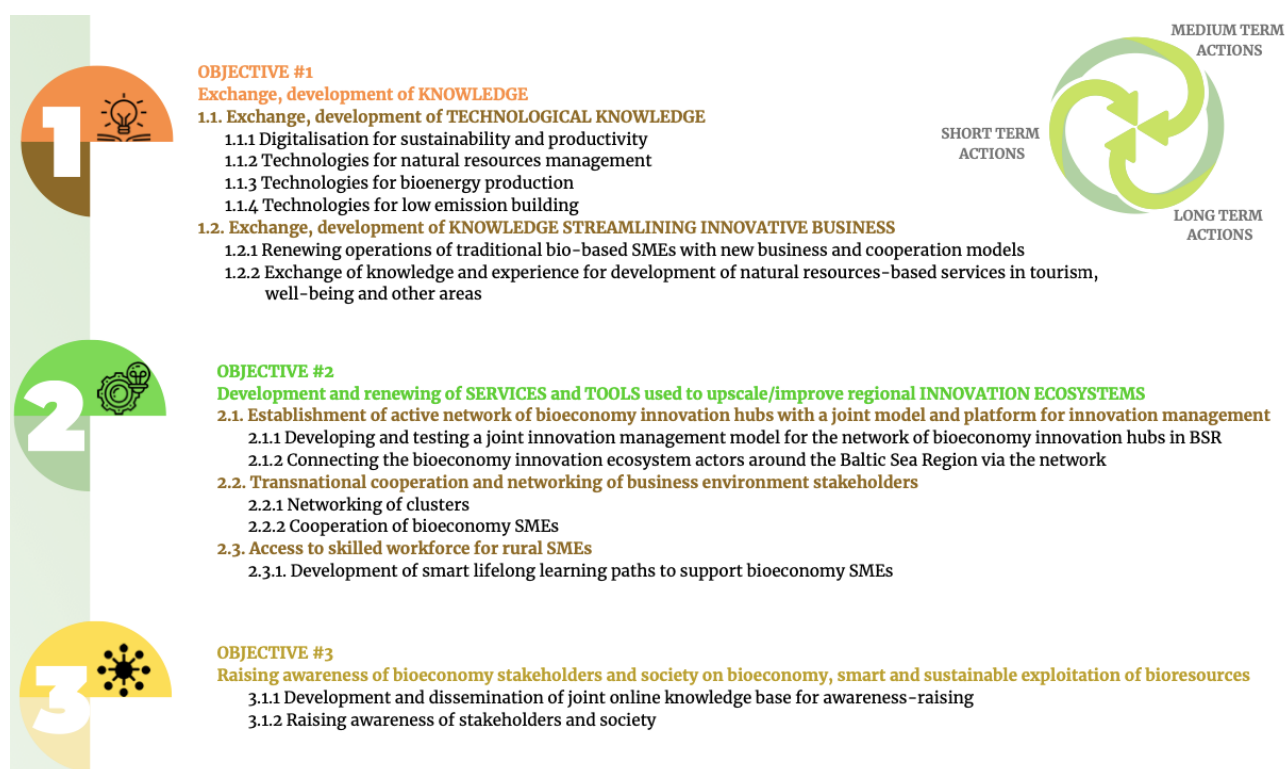 MEDIUM TERM
ACTIONS
SHORT TERM
ACTIONS
LONG TERM
ACTIONS
1
OBJECTIVE #1
Exchange, development of KNOWLEDGE
1.1. Exchange, development of TECHNOLOGICAL KNOWLEDGE
1.1.1 Digitalisation for sustainability and productivity
1.1.2 Technologies for natural resources management
1.1.3 Technologies for bioenergy production
1.1.4 Technologies for low emission building
1.2. Exchange, development of KNOWLEDGE STREAMLINING INNOVATIVE BUSINESS
1.2.1 Renewing operations of traditional bio-based SMEs with new business and cooperation models
1.2.2 Exchange of knowledge and experience for development of natural resources-based services in tourism,
well-being and other areas
2
OBJECTIVE #2
Development and renewing of SERVICES and TOOLS used to upscale/improve regional INNOVATION ECOSYSTEMS
2.1. Establishment of active network of bioeconomy innovation hubs with a joint model and platform for innovation management
2.1.1 Developing and testing a joint innovation management model for the network of bioeconomy innovation hubs in BSR
2.1.2 Connecting the bioeconomy innovation ecosystem actors around the Baltic Sea Region via the network
2.2. Transnational cooperation and networking of business environment stakeholders
2.2.1 Networking of clusters
2.2.2 Cooperation of bioeconomy SMEs
2.3. Access to skilled workforce for rural SMEs
2.3.1. Development of smart lifelong learning paths to support bioeconomy SMEs
3
OBJECTIVE #3
Raising awareness of bioeconomy stakeholders and society on bioeconomy, smart and sustainable exploitation of bioresources
3.1.1 Development and dissemination of joint online knowledge base for awareness-raising
3.1.2 Raising awareness of stakeholders and society